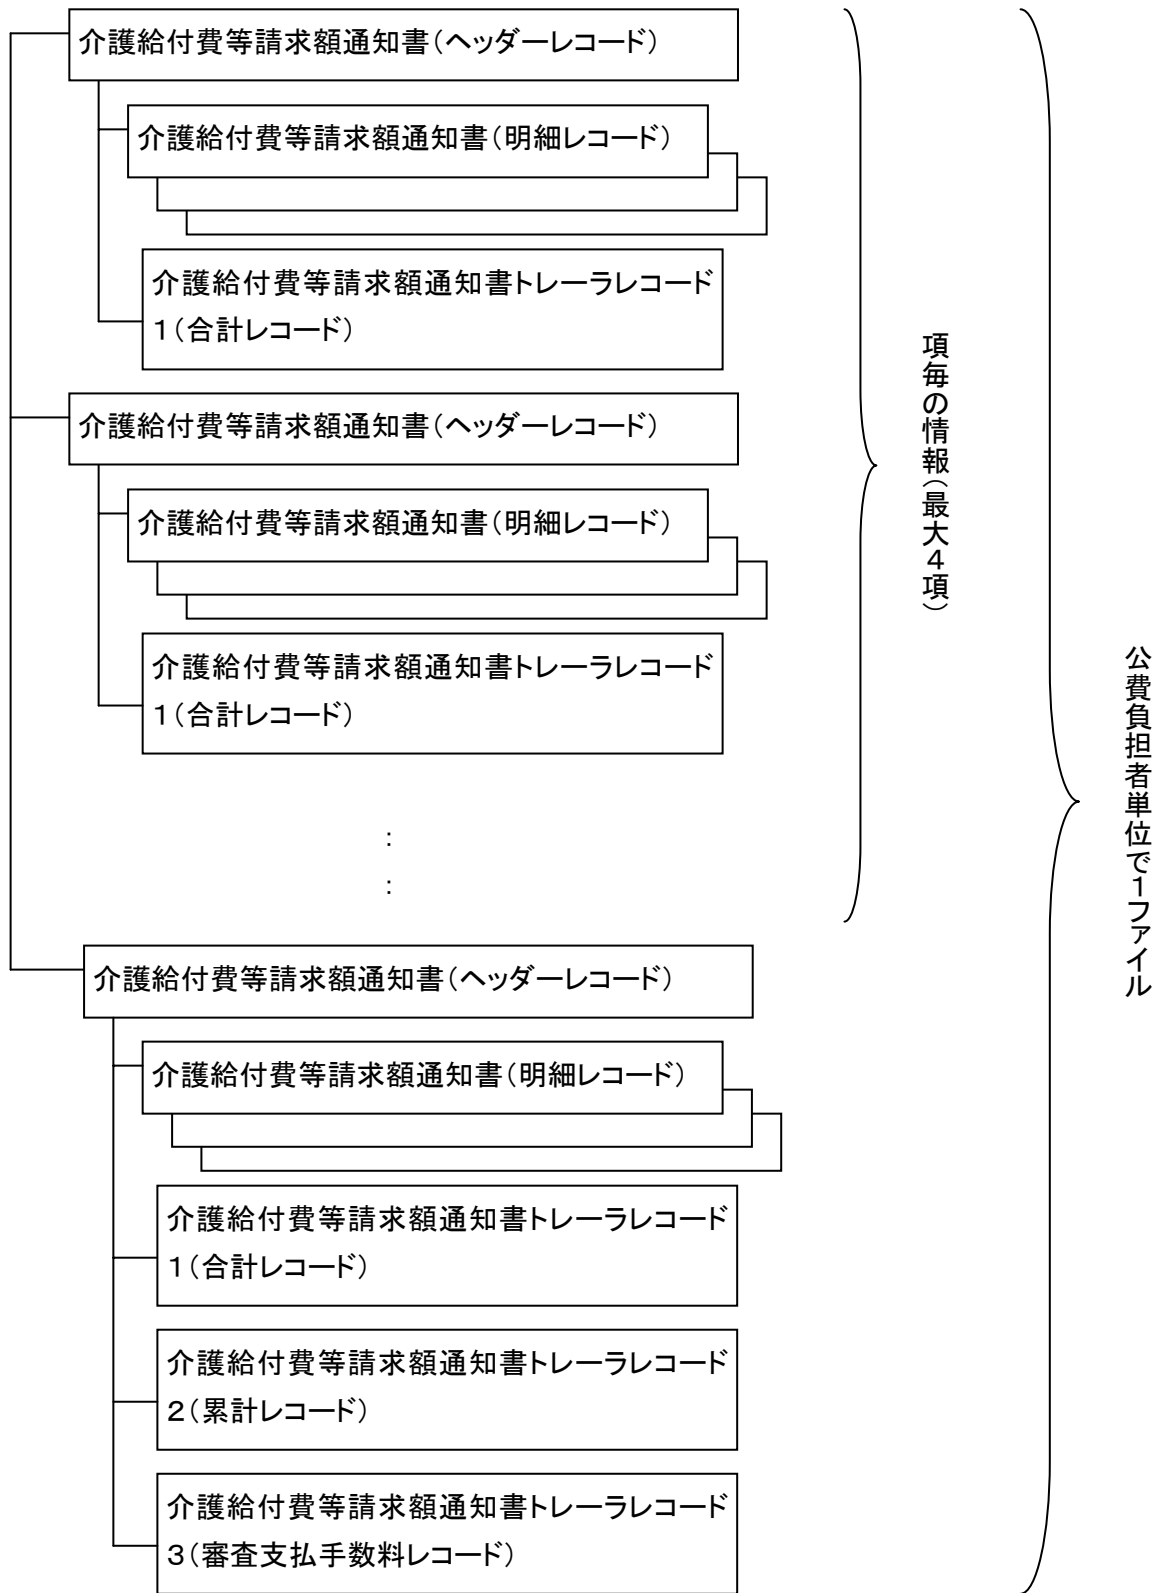 介護給付費等請求額通知書(ヘッダーレコード)
介護給付費等請求額通知書(明細レコード)
介護給付費等請求額通知書トレーラレコード
1(合計レコード)
介護給付費等請求額通知書(ヘッダーレコード)
介護給付費等請求額通知書(明細レコード)
介護給付費等請求額通知書トレーラレコード
1(合計レコード)
:
:
介護給付費等請求額通知書(ヘッダーレコード)
介護給付費等請求額通知書(明細レコード)
介護給付費等請求額通知書トレーラレコード
1(合計レコード)
介護給付費等請求額通知書トレーラレコード
2(累計レコード)
介護給付費等請求額通知書トレーラレコード
3(審査支払手数料レコード)
項毎の情報(最大4項)
公費負担者単位で1ファイル